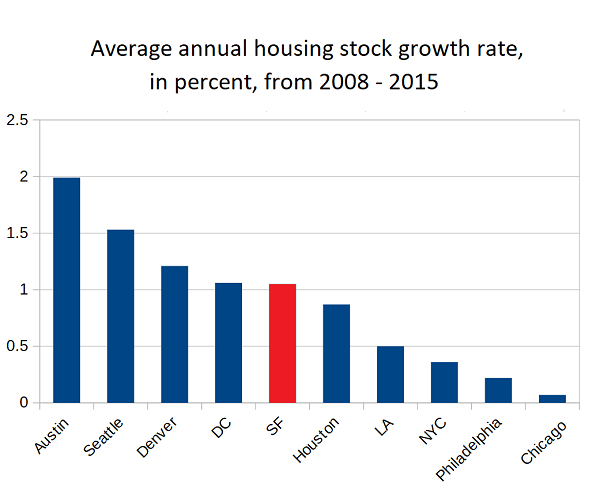 Average annual housing stock growth rate,
in percent, from 2008 - 2015
2.5
2
1.5
1
0.5
0
Austin
Seattle
Denver
DC
SF
Houston
LA
NYC
Philadelphia
Chicago